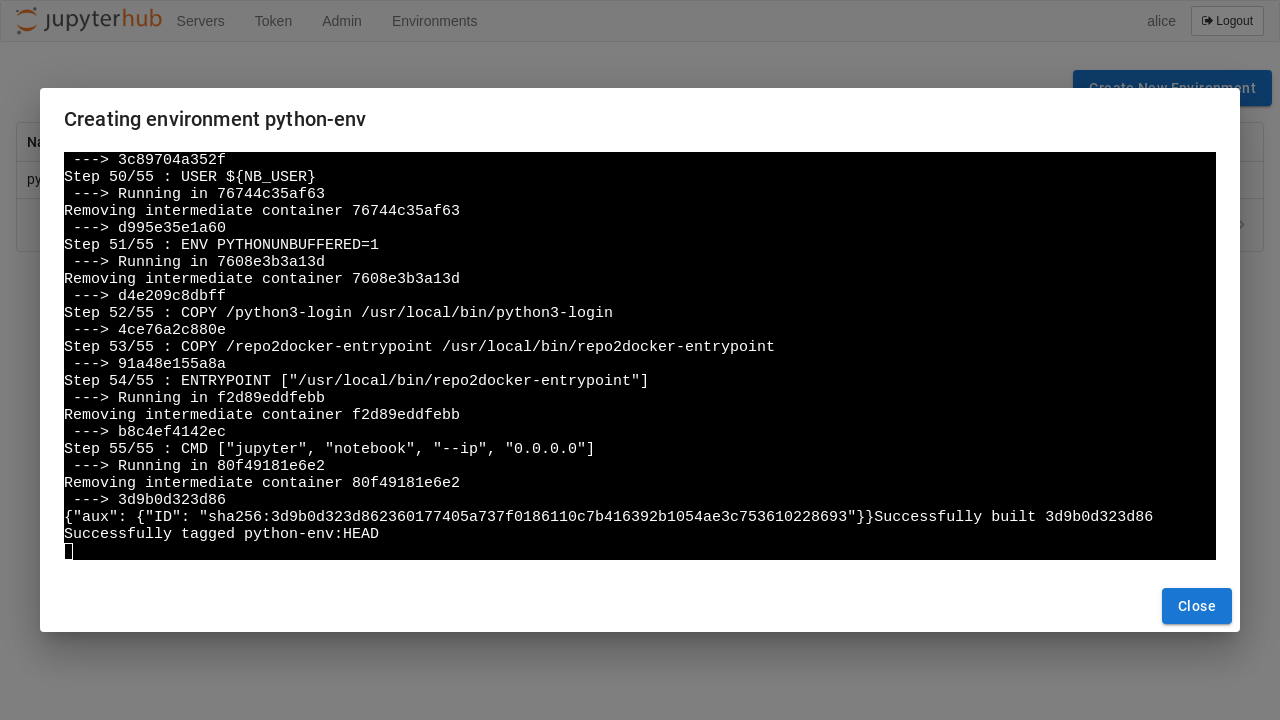 jupyterhub Servers Token Admin Environments alice Logout
Create New Environment
Creating environment python-env
 ---> 3c89704a352f
Step 50/55 : USER ${NB_USER}
 ---> Running in 76744c35af63
Removing intermediate container 76744c35af63
 ---> d995e35e1a60
Step 51/55 : ENV PYTHONUNBUFFERED=1
 ---> Running in 7608e3b3a13d
Removing intermediate container 7608e3b3a13d
 ---> d4e209c8dbff
Step 52/55 : COPY /python3-login /usr/local/bin/python3-login
 ---> 4ce76a2c880e
Step 53/55 : COPY /repo2docker-entrypoint /usr/local/bin/repo2docker-entrypoint
 ---> 91a48e155a8a
Step 54/55 : ENTRYPOINT ["/usr/local/bin/repo2docker-entrypoint"]
 ---> Running in f2d89eddfebb
Removing intermediate container f2d89eddfebb
 ---> b8c4ef4142ec
Step 55/55 : CMD ["jupyter", "notebook", "--ip", "0.0.0.0"]
 ---> Running in 80f49181e6e2
Removing intermediate container 80f49181e6e2
 ---> 3d9b0d323d86
{"aux": {"ID": "sha256:3d9b0d323d862360177405a737f0186110c7b416392b1054ae3c753610228693"}}Successfully built 3d9b0d323d86
Successfully tagged python-env:HEAD
Close